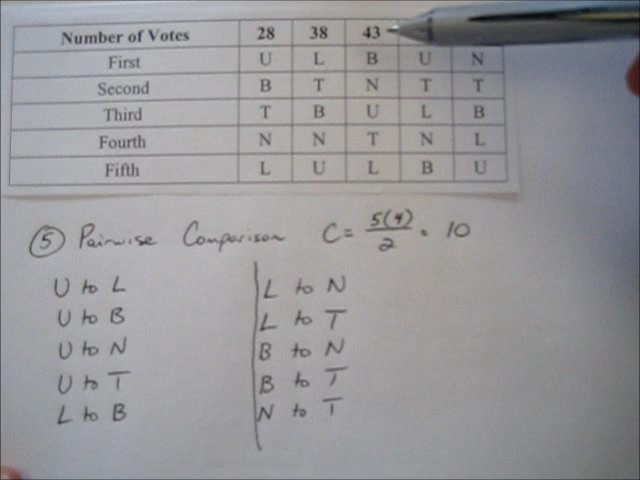 Number of Votes 28 38 43
First U L B U N
Second B T N T T
Third T B U L B
Fourth N N T N L
Fifth L U L B U
5 Pairwise Comparison C = 5(4)/2 = 10
U to L
U to B
U to N
U to T
L to B
L to N
L to T
B to N
B to T
N to T